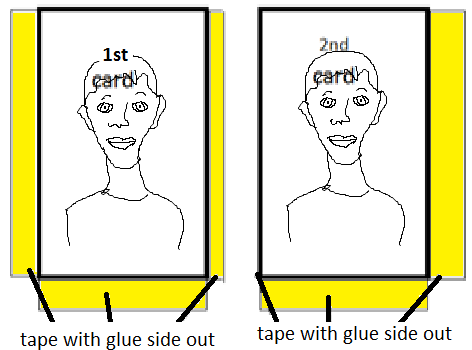 1st
card
2nd
card
tape with glue side out
tape with glue side out